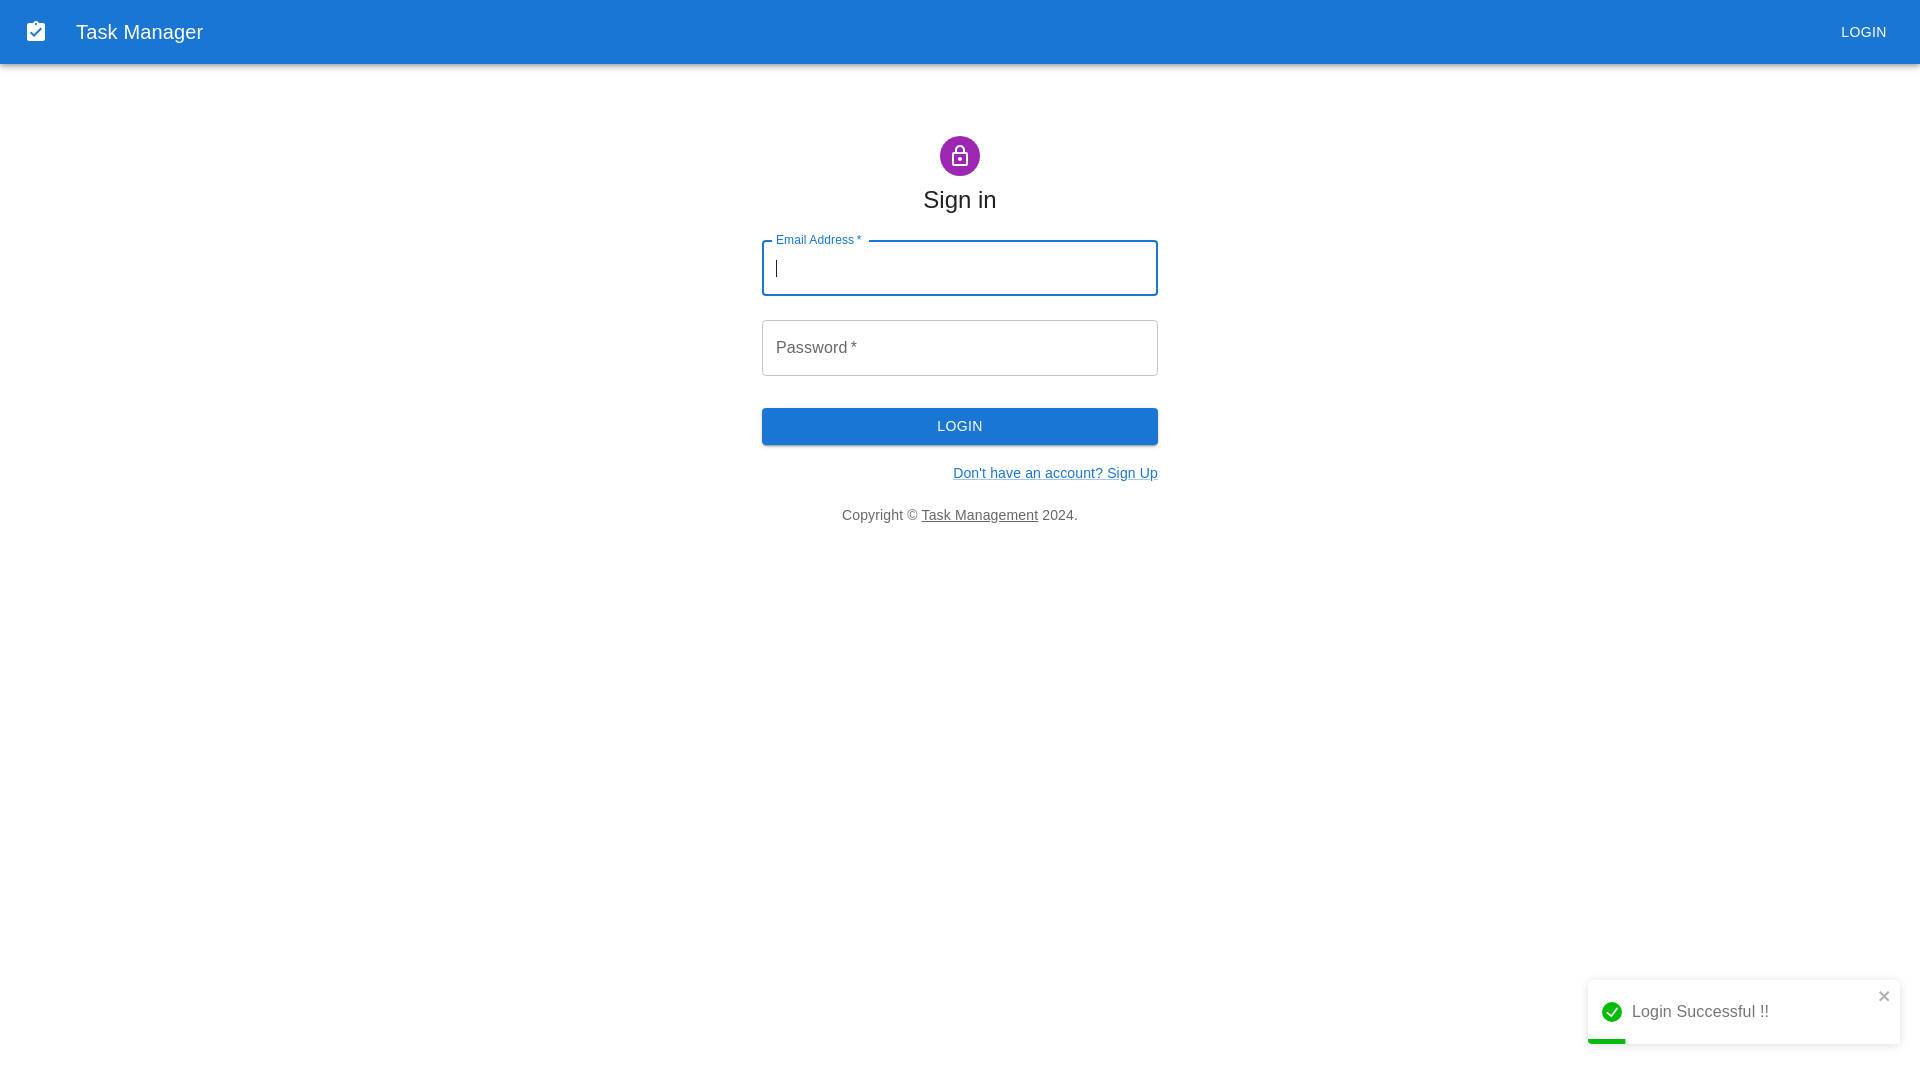 Task Manager
LOGIN
Sign in
Email Address *
Password *
LOGIN
Don't have an account? Sign Up
Copyright © Task Management 2024.
Login Successful !!